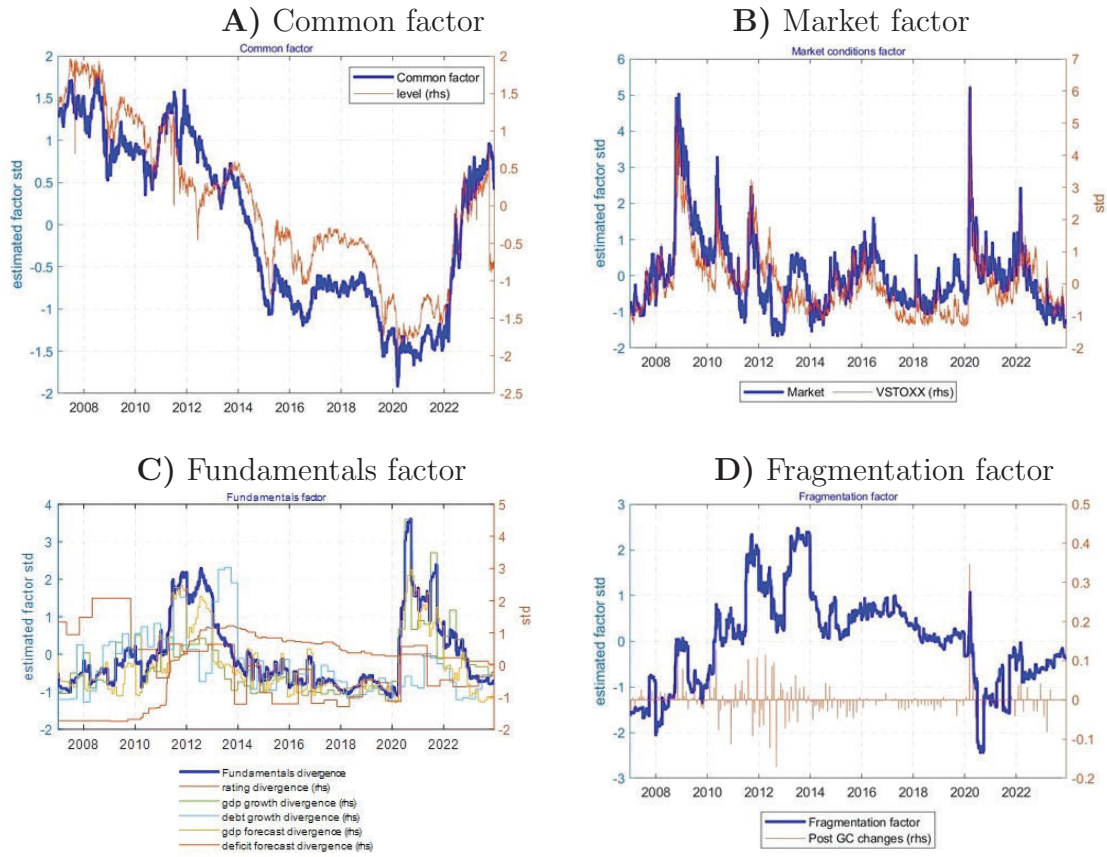 A) Common factor
Common factor
2
1.5
1
0.5
0
-0.5
-1
-1.5
-2
estimated factor std
2
1.5
1
0.5
0
-0.5
-1
-1.5
-2
-2.5
Common factor
level (rhs)
2008 2010 2012 2014 2016 2018 2020 2022
B) Market factor
Market conditions factor
6
5
4
3
2
1
0
-1
-2
estimated factor std
7
6
5
4
3
2
1
0
-1
-2
std
2008 2010 2012 2014 2016 2018 2020 2022
Market
VSTOXX (rhs)
C) Fundamentals factor
Fundamentals factor
4
3
2
1
0
-1
-2
estimated factor std
5
4
3
2
1
0
-1
-2
std
2008 2010 2012 2014 2016 2018 2020 2022
Fundamentals divergence
rating divergence (rhs)
gdp growth divergence (rhs)
debt growth divergence (rhs)
gdp forecast divergence (rhs)
deficit forecast divergence (rhs)
D) Fragmentation factor
Fragmentation factor
3
2
1
0
-1
-2
-3
estimated factor std
0.5
0.4
0.3
0.2
0.1
0
-0.1
-0.2
2008 2010 2012 2014 2016 2018 2020 2022
Fragmentation factor
Post GC changes (rhs)